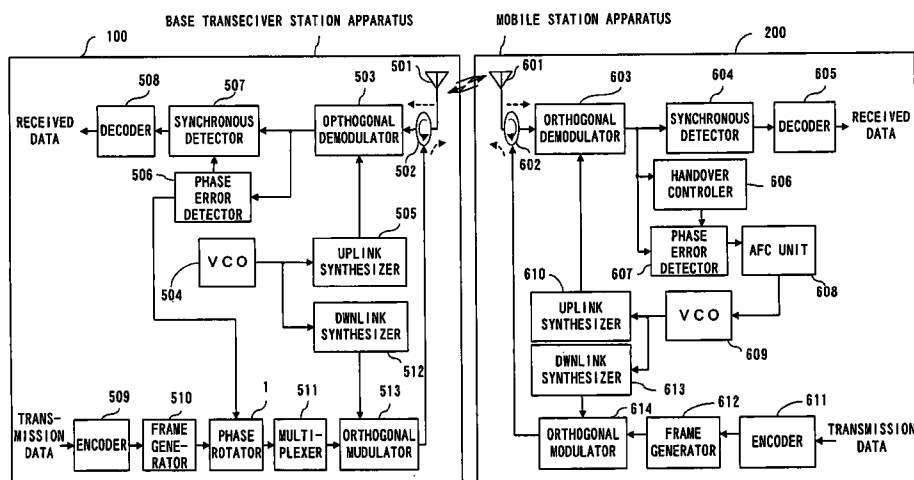 BASE TRANSECIVER STATION APPARATUS
MOBILE STATION APPARATUS
100
200
501
508
507
503
DECODER
SYNCHRONOUS DETECTOR
OPTHOGONAL DEMODULATOR
RECEIVED DATA
502
506
PHASE ERROR DETECTOR
505
VCO
504
UPLINK SYNTHESIZER
DWNLINK SYNTHESIZER
512
509
510
1
511
513
TRANS-MISSION DATA
ENCODER
FRAME GENE-RATOR
PHASE ROTATOR
MULTI-PLEXER
ORTHOGONAL MUDULATOR
601
603
604
605
ORTHOGONAL DEMODULATOR
SYNCHRONOUS DETECTOR
DECODER
RECEIVED DATA
602
HANDOVER CONTROLER
606
PHASE ERROR DETECTOR
607
AFC UNIT
608
610
UPLINK SYNTHESIZER
VCO
609
DWNLINK SYNTHESIZER
613
614
612
611
ORTHOGONAL MODULATOR
FRAME GENERATOR
ENCODER
TRANSMISSION DATA